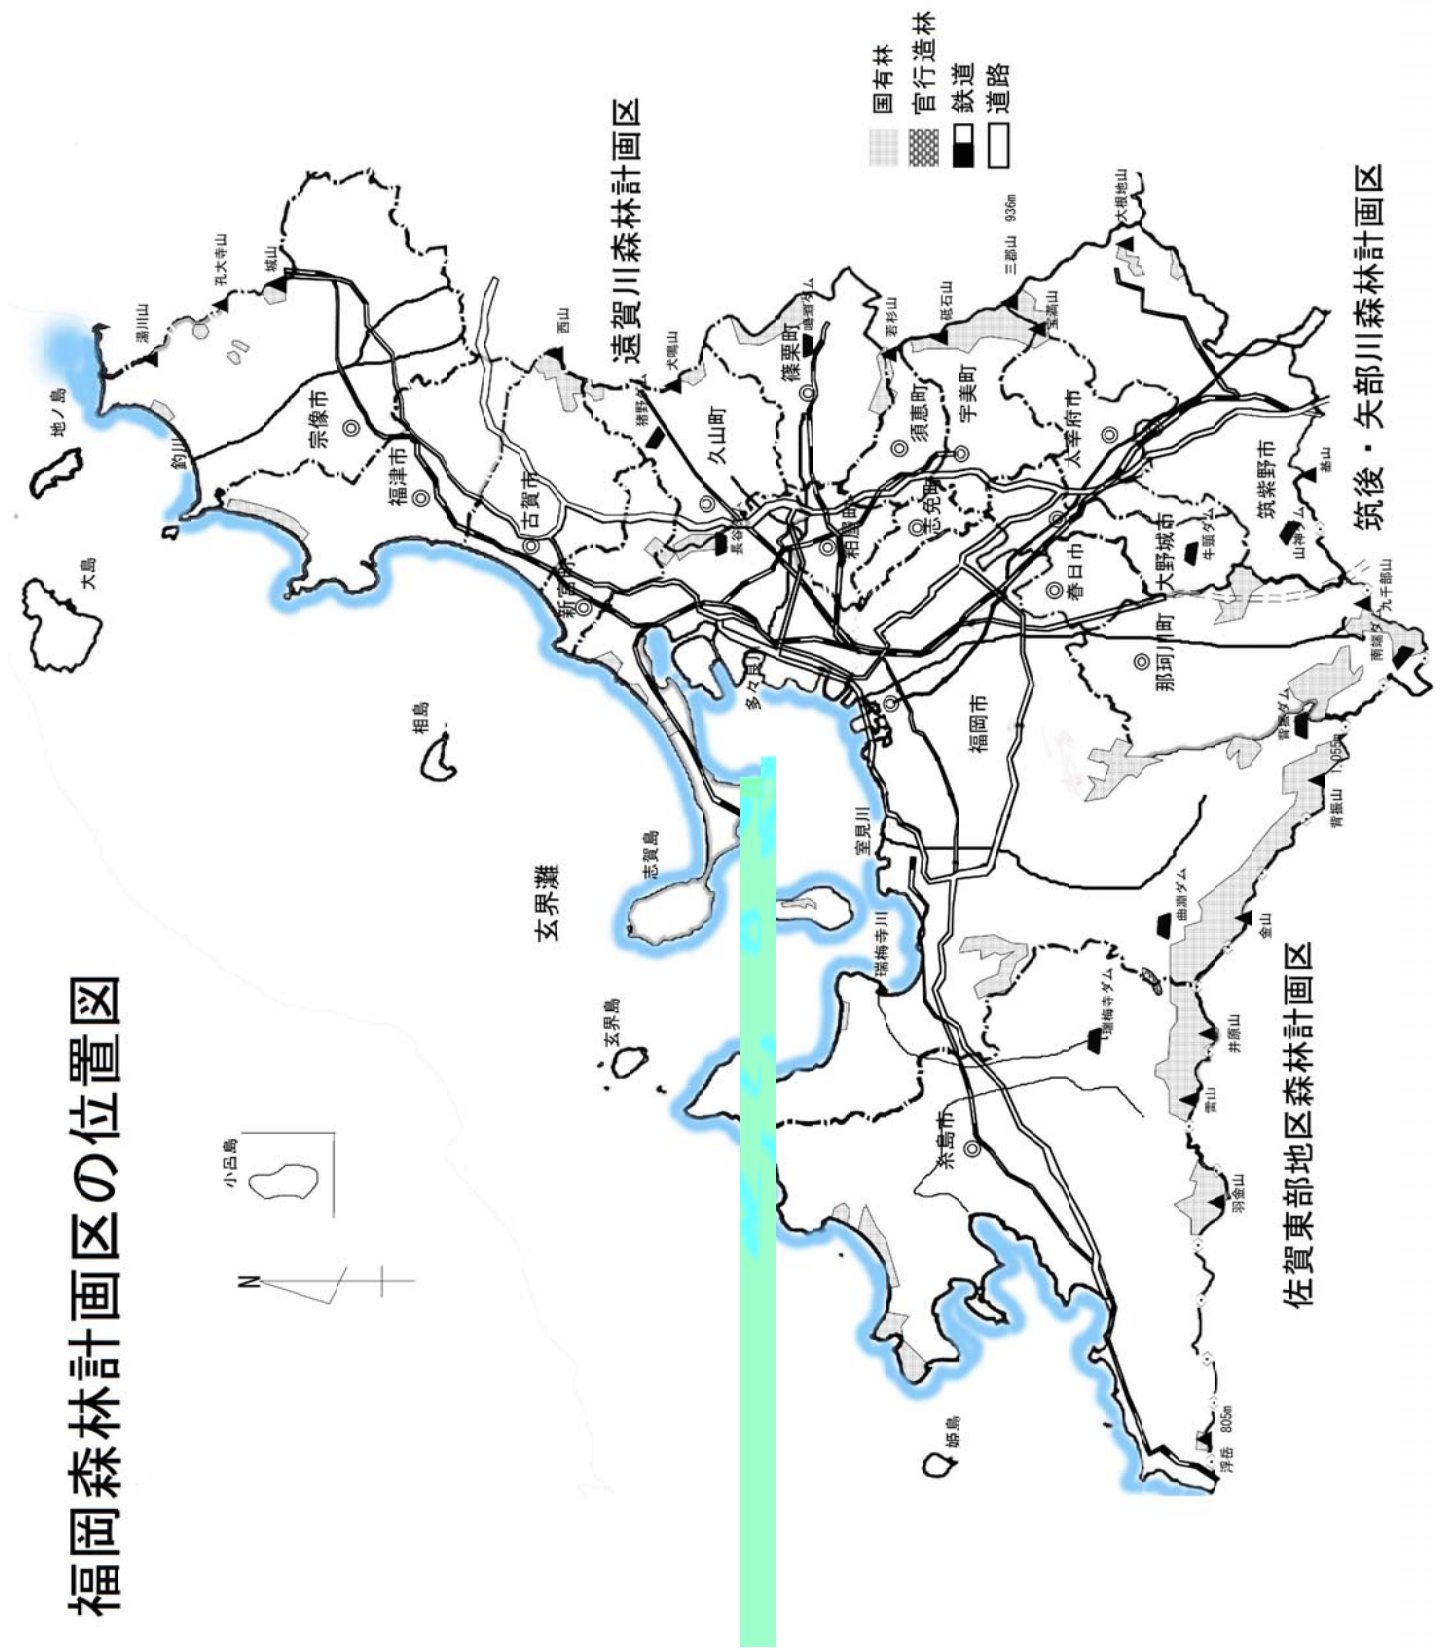 福岡森林計画区の位置図
N
小呂島
大島
地ノ島
相島
玄界島
玄界灘
志賀島
姫島
釣川
湯川山
孔大寺山
城山
宗像市
福津市
古賀市
新宮町
西山
遠賀川森林計画区
犬鳴山
猪野ダム
久山町
長谷ダム
篠栗町
鳴淵ダム
若杉山
須恵町
粕屋町
志免町
宇美町
砥石山
三郡山 936m
宝満山
大根地山
太宰府市
筑紫野市
大野城市
春日市
牛頸ダム
山神ダム
基山
筑後・矢部川森林計画区
九千部山
南畑ダム
那珂川町
背振ダム
背振山 1,055m
福岡市
多々良
室見川
瑞梅寺川
曲渕ダム
金山
瑞梅寺ダム
井原山
雷山
糸島市
羽金山
浮岳 805m
佐賀東部地区森林計画区
国有林
官行造林
鉄道
道路